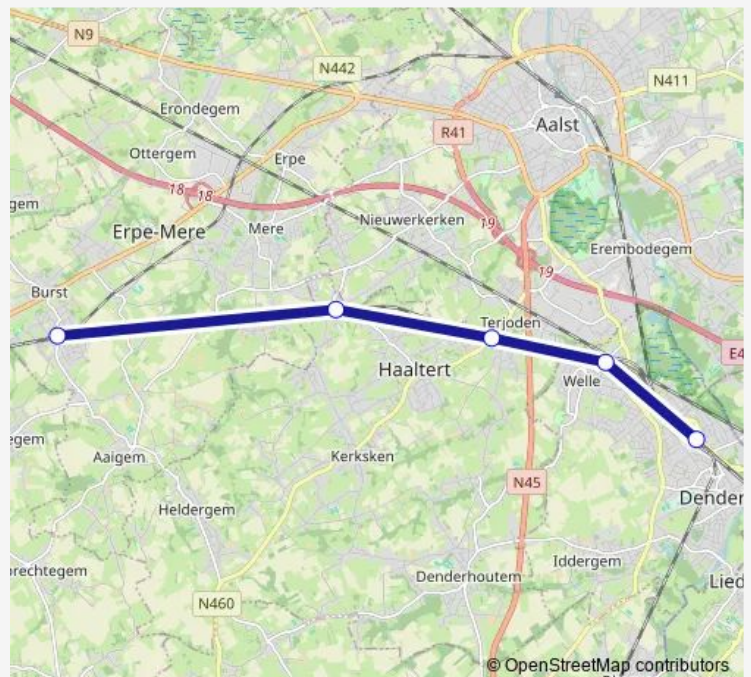 N9
N442
N411
Erondegem
R41
Aalst
Ottergem
Erpe
18
18
gem
Nieuwerkerken
19
Erpe-Mere
Mere
Erembodegem
19
Burst
Terjoden
E4
Haaltert
Welle
egem
Aaigem
Kerksken
N45
Dender
Heldergem
Iddergem
rechtegem
Denderhoutem
Lied
N460
© OpenStreetMap contributors